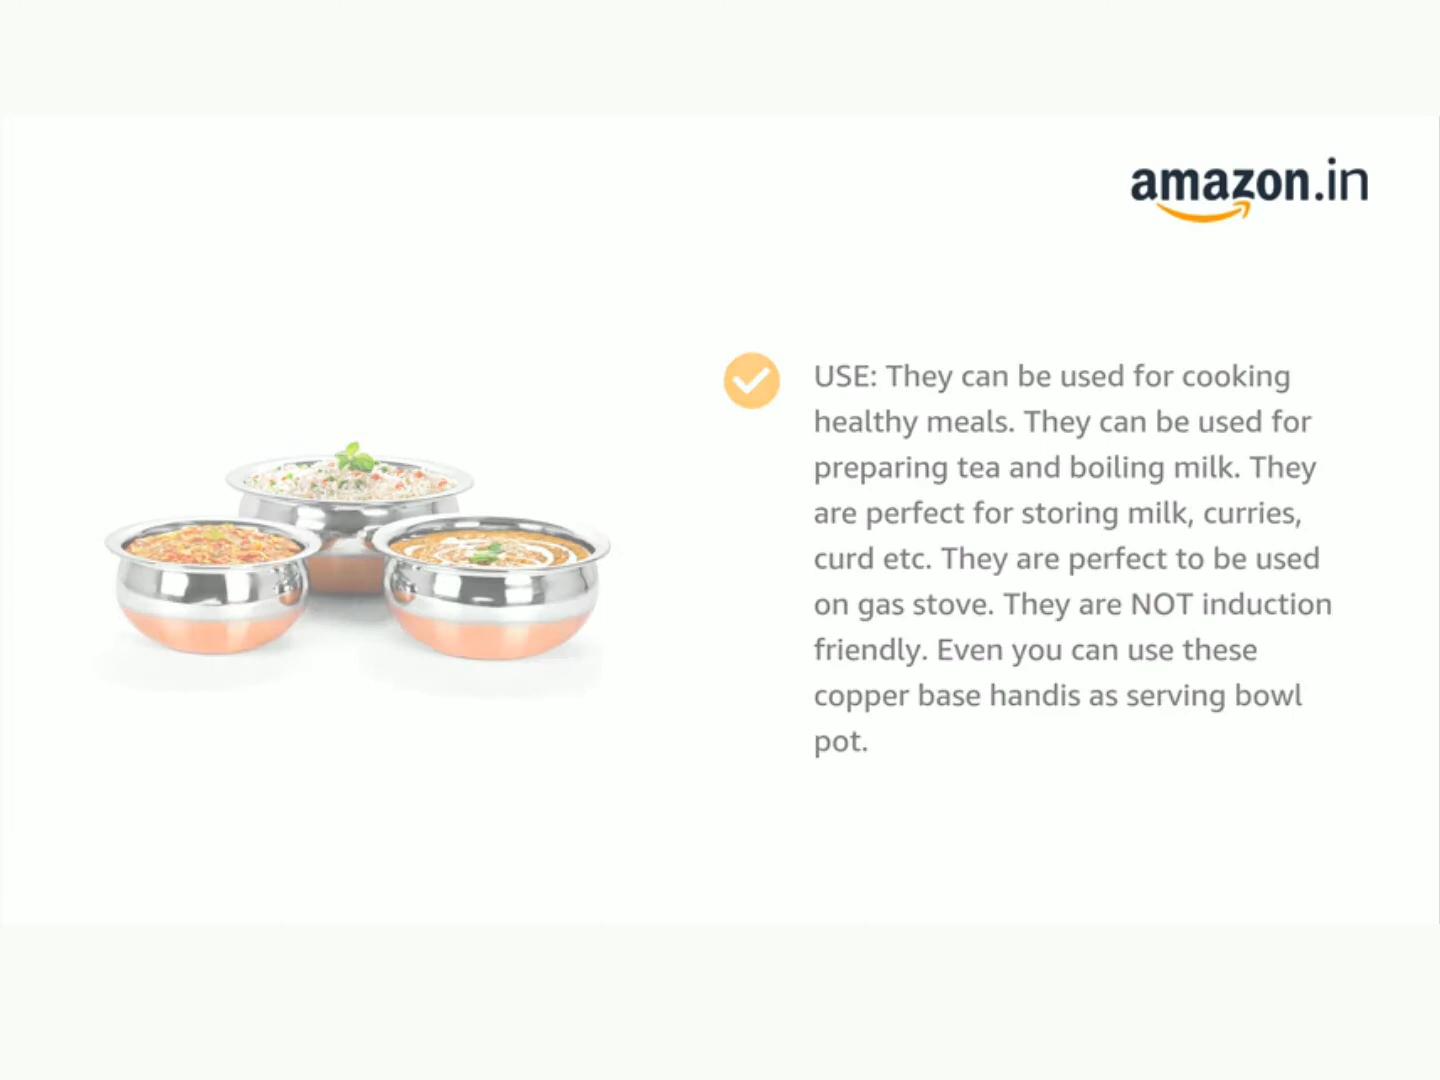 amazon.in
USE: They can be used for cooking
healthy meals. They can be used for
preparing tea and boiling milk. They
are perfect for storing milk, curries,
curd etc. They are perfect to be used
on gas stove. They are NOT induction
friendly. Even you can use these
copper base handis as serving bowl
pot.